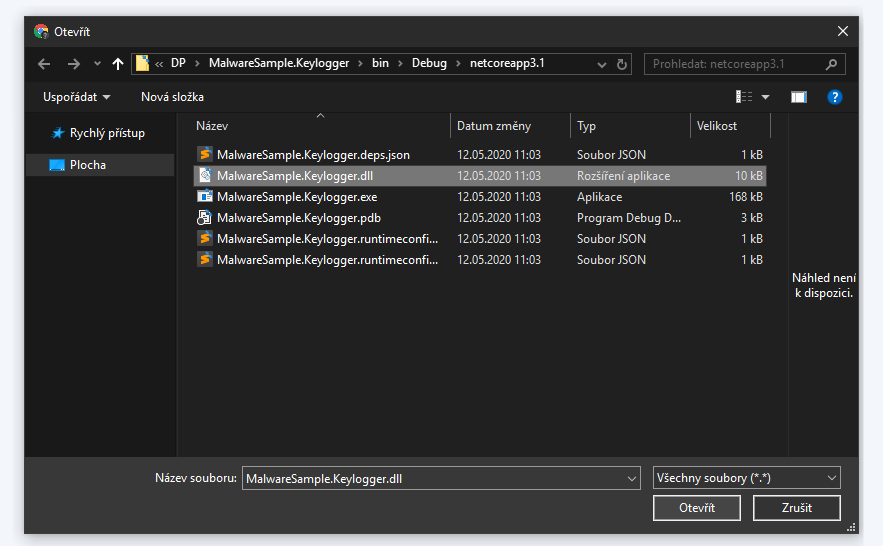 Otevřít
« DP › MalwareSample.Keylogger › bin › Debug › netcoreapp3.1
Prohledat: netcoreapp3.1
Uspořádat Nová složka
?
Rychlý přístup
Plocha
Název Datum změny Typ Velikost
MalwareSample.Keylogger.deps.json 12.05.2020 11:03 Soubor JSON 1 kB
MalwareSample.Keylogger.dll 12.05.2020 11:03 Rozšíření aplikace 10 kB
MalwareSample.Keylogger.exe 12.05.2020 11:03 Aplikace 168 kB
MalwareSample.Keylogger.pdb 12.05.2020 11:03 Program Debug D... 3 kB
MalwareSample.Keylogger.runtimeconfi... 12.05.2020 11:03 Soubor JSON 1 kB
MalwareSample.Keylogger.runtimeconfi... 12.05.2020 11:03 Soubor JSON 1 kB
Náhled není
k dispozici.
Název souboru: MalwareSample.Keylogger.dll Všechny soubory (*.*)
Otevřít Zrušit